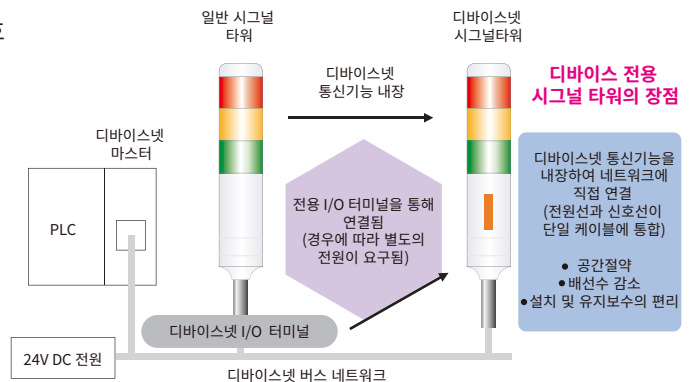 일반 시그널
타워
디바이스넷
시그널타워
디바이스넷
통신기능 내장
디바이스 전용
시그널 타워의 장점
디바이스넷
마스터
PLC
전용 I/O 터미널을 통해
연결됨
(경우에 따라 별도의
전원이 요구됨)
디바이스넷 통신기능을
내장하여 네트워크에
직접 연결
(전원선과 신호선이
단일 케이블에 통합)
● 공간절약
● 배선수 감소
● 설치 및 유지보수의 편리
디바이스넷 I/O 터미널
24V DC 전원
디바이스넷 버스 네트워크